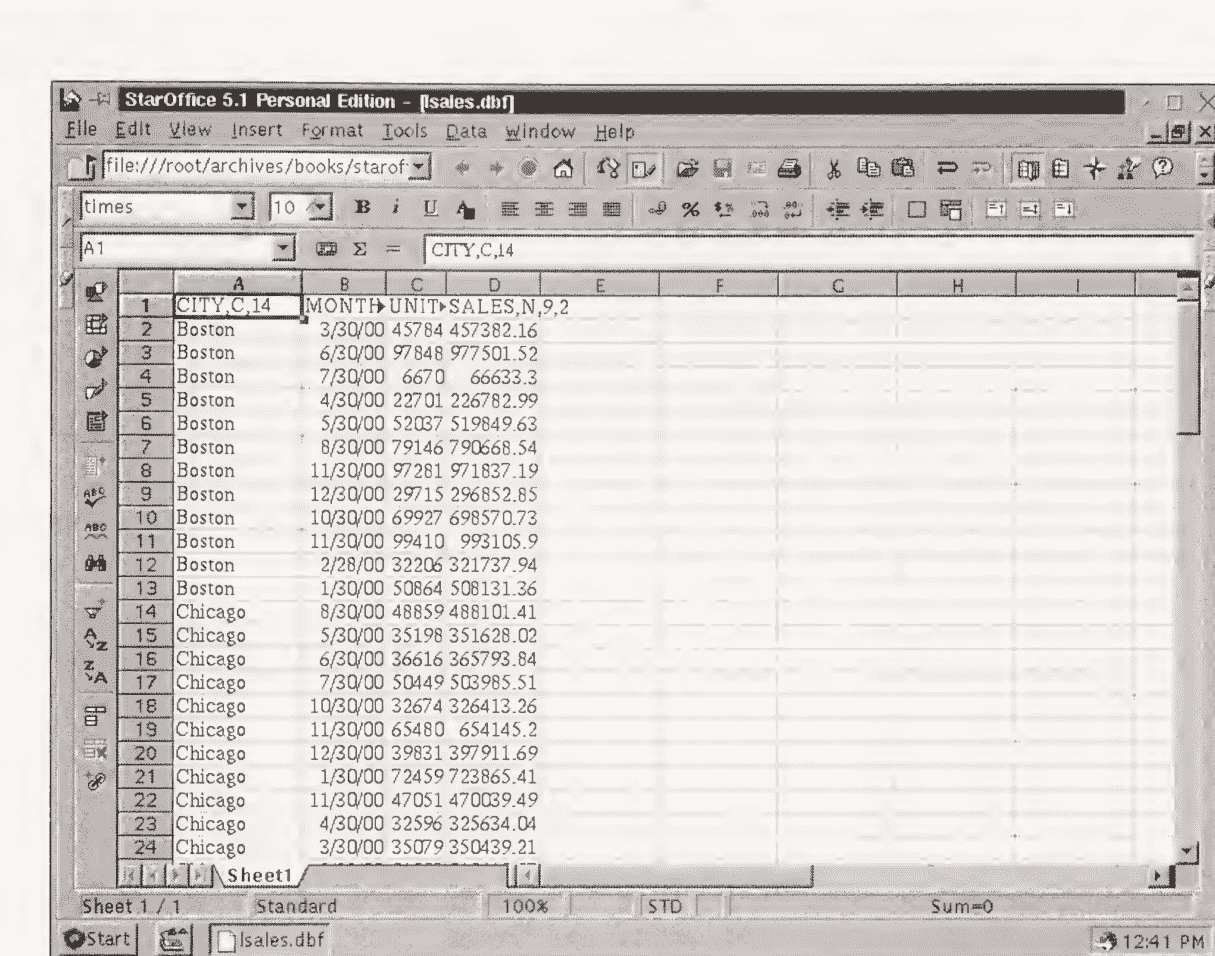 StarOffice 5.1 Personal Edition - [lsales.dbf]
File Edit View Insert Format Tools Data Window Help
file:///root/archives/books/starof
times 10 B i U A %
A1 Σ = CITY,C,14
A B C D E F G H I
1 CITY,C,14 MONTH UNIT SALES,N,9,2
2 Boston 3/30/00 45784 457382.16
3 Boston 6/30/00 97848 977501.52
4 Boston 7/30/00 6670 66633.3
5 Boston 4/30/00 22701 226782.99
6 Boston 5/30/00 52037 519849.63
7 Boston 8/30/00 79146 790668.54
8 Boston 11/30/00 97281 971837.19
9 Boston 12/30/00 29715 296852.85
10 Boston 10/30/00 69927 698570.73
11 Boston 11/30/00 99410 993105.9
12 Boston 2/28/00 32206 321737.94
13 Boston 1/30/00 50864 508131.36
14 Chicago 8/30/00 48859 488101.41
15 Chicago 5/30/00 35198 351628.02
16 Chicago 6/30/00 36616 365793.84
17 Chicago 7/30/00 50449 503985.51
18 Chicago 10/30/00 32674 326413.26
19 Chicago 11/30/00 65480 654145.2
20 Chicago 12/30/00 39831 397911.69
21 Chicago 1/30/00 72459 723865.41
22 Chicago 11/30/00 47051 470039.49
23 Chicago 4/30/00 32596 325634.04
24 Chicago 3/30/00 35079 350439.21
Sheet1
Sheet 1 / 1 Standard 100% STD Sum=0
Start lsales.dbf 12:41 PM